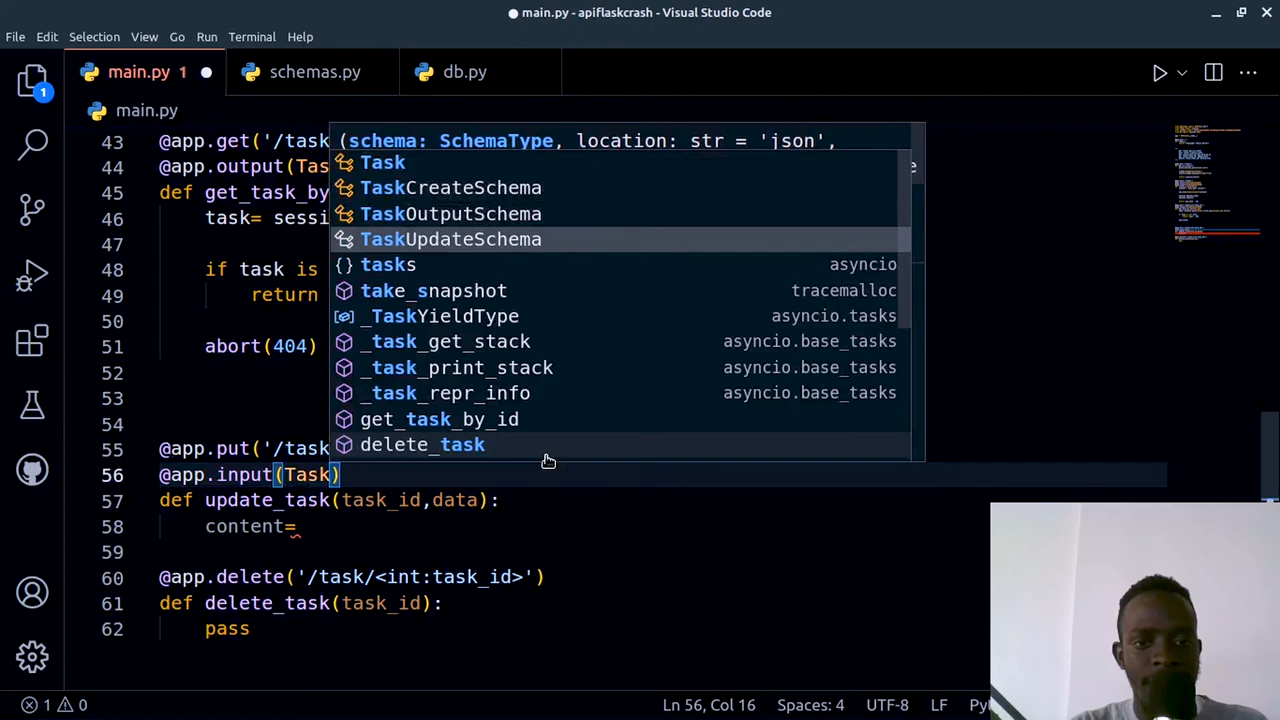 main.py - apiflaskcrash - Visual Studio Code
File Edit Selection View Go Run Terminal Help
main.py 1 schemas.py db.py
main.py
43 @app.get('/task (schema: SchemaType, location: str = 'json',
44 @app.output(Tas e
45 def get_task_by
46 task= sessi
47
48 if task is
49 return
50
51 abort(404)
52
53
54
55 @app.put('/task
56 @app.input(Task)
57 def update_task(task_id,data):
58 content=
59
60 @app.delete('/task/<int:task_id>')
61 def delete_task(task_id):
62 pass
Task
TaskCreateSchema
TaskOutputSchema
TaskUpdateSchema
{} tasks asyncio
take_snapshot tracemalloc
_TaskYieldType asyncio.tasks
_task_get_stack asyncio.base_tasks
_task_print_stack asyncio.base_tasks
_task_repr_info asyncio.base_tasks
get_task_by_id
delete_task
1
1 0 Ln 56, Col 16 Spaces: 4 UTF-8 LF Py